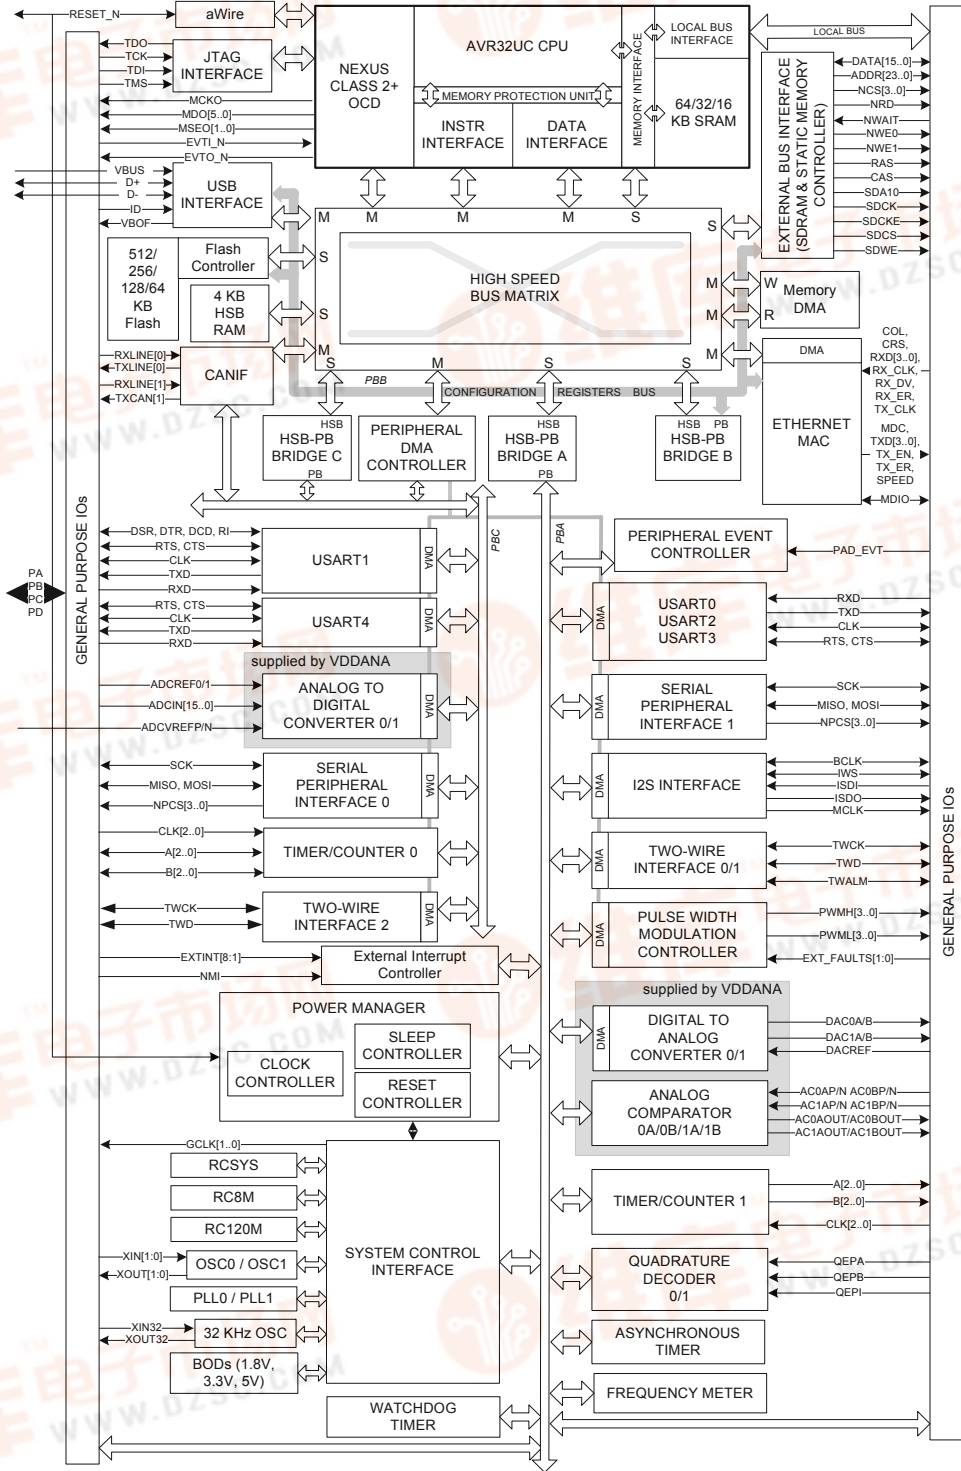 RESET_N
aWire
TDO
TCK
TDI
TMS
JTAG
INTERFACE
MCKO
MDO[5..0]
MSEO[1..0]
EVTI_N
EVTO_N
NEXUS
CLASS 2+
OCD
AVR32UC CPU
MEMORY PROTECTION UNIT
INSTR
INTERFACE
DATA
INTERFACE
MEMORY INTERFACE
LOCAL BUS
INTERFACE
64/32/16
KB SRAM
LOCAL BUS
EXTERNAL BUS INTERFACE
(SDRAM & STATIC MEMORY
CONTROLLER)
DATA[15..0]
ADDR[23..0]
NCS[3..0]
NRD
NWAIT
NWE0
NWE1
RAS
CAS
SDA10
SDCK
SDCKE
SDCS
SDWE
VBUS
D+
D-
ID
VBOF
USB
INTERFACE
512/
256/
128/64
KB
Flash
Flash
Controller
4 KB
HSB
RAM
RXLINE[0]
TXLINE[0]
RXLINE[1]
TXCAN[1]
CANIF
M M M S
M
S
S
M
S M S S
S
M
M
M
HIGH SPEED
BUS MATRIX
W
R
Memory
DMA
DMA
ETHERNET
MAC
COL,
CRS,
RXD[3..0],
RX_CLK,
RX_DV,
RX_ER,
TX_CLK
MDC,
TXD[3..0],
TX_EN,
TX_ER,
SPEED
MDIO
PBB
CONFIGURATION REGISTERS BUS
HSB
HSB-PB
BRIDGE C
PB
PERIPHERAL
DMA
CONTROLLER
HSB
HSB-PB
BRIDGE A
PB
HSB PB
HSB-PB
BRIDGE B
PBC
PBA
PA
PB
PC
PD
GENERAL PURPOSE IOs
DSR, DTR, DCD, RI
RTS, CTS
CLK
TXD
RXD
USART1
DMA
RTS, CTS
CLK
TXD
RXD
USART4
DMA
supplied by VDDANA
ADCREF0/1
ADCIN[15..0]
ADCVREFP/N
ANALOG TO
DIGITAL
CONVERTER 0/1
DMA
SCK
MISO, MOSI
NPCS[3..0]
SERIAL
PERIPHERAL
INTERFACE 0
DMA
CLK[2..0]
A[2..0]
B[2..0]
TIMER/COUNTER 0
TWCK
TWD
TWO-WIRE
INTERFACE 2
DMA
EXTINT[8:1]
NMI
External Interrupt
Controller
POWER MANAGER
CLOCK
CONTROLLER
SLEEP
CONTROLLER
RESET
CONTROLLER
GCLK[1..0]
RCSYS
RC8M
RC120M
XIN[1:0]
XOUT[1:0]
OSC0 / OSC1
PLL0 / PLL1
XIN32
XOUT32
32 KHz OSC
BODs (1.8V,
3.3V, 5V)
SYSTEM CONTROL
INTERFACE
WATCHDOG
TIMER
PERIPHERAL EVENT
CONTROLLER
PAD_EVT
DMA
USART0
USART2
USART3
RXD
TXD
CLK
RTS, CTS
DMA
SERIAL
PERIPHERAL
INTERFACE 1
SCK
MISO, MOSI
NPCS[3..0]
DMA
I2S INTERFACE
BCLK
IWS
ISDI
ISDO
MCLK
DMA
TWO-WIRE
INTERFACE 0/1
TWCK
TWD
TWALM
DMA
PULSE WIDTH
MODULATION
CONTROLLER
PWMH[3..0]
PWML[3..0]
EXT_FAULTS[1:0]
supplied by VDDANA
DMA
DIGITAL TO
ANALOG
CONVERTER 0/1
DAC0A/B
DAC1A/B
DACREF
ANALOG
COMPARATOR
0A/0B/1A/1B
AC0AP/N AC0BP/N
AC1AP/N AC1BP/N
AC0AOUT/AC0BOUT
AC1AOUT/AC1BOUT
TIMER/COUNTER 1
A[2..0]
B[2..0]
CLK[2..0]
QUADRATURE
DECODER
0/1
QEPA
QEPB
QEPI
ASYNCHRONOUS
TIMER
FREQUENCY METER
GENERAL PURPOSE IOs
维库电子市场网
WWW.DZSC.COM